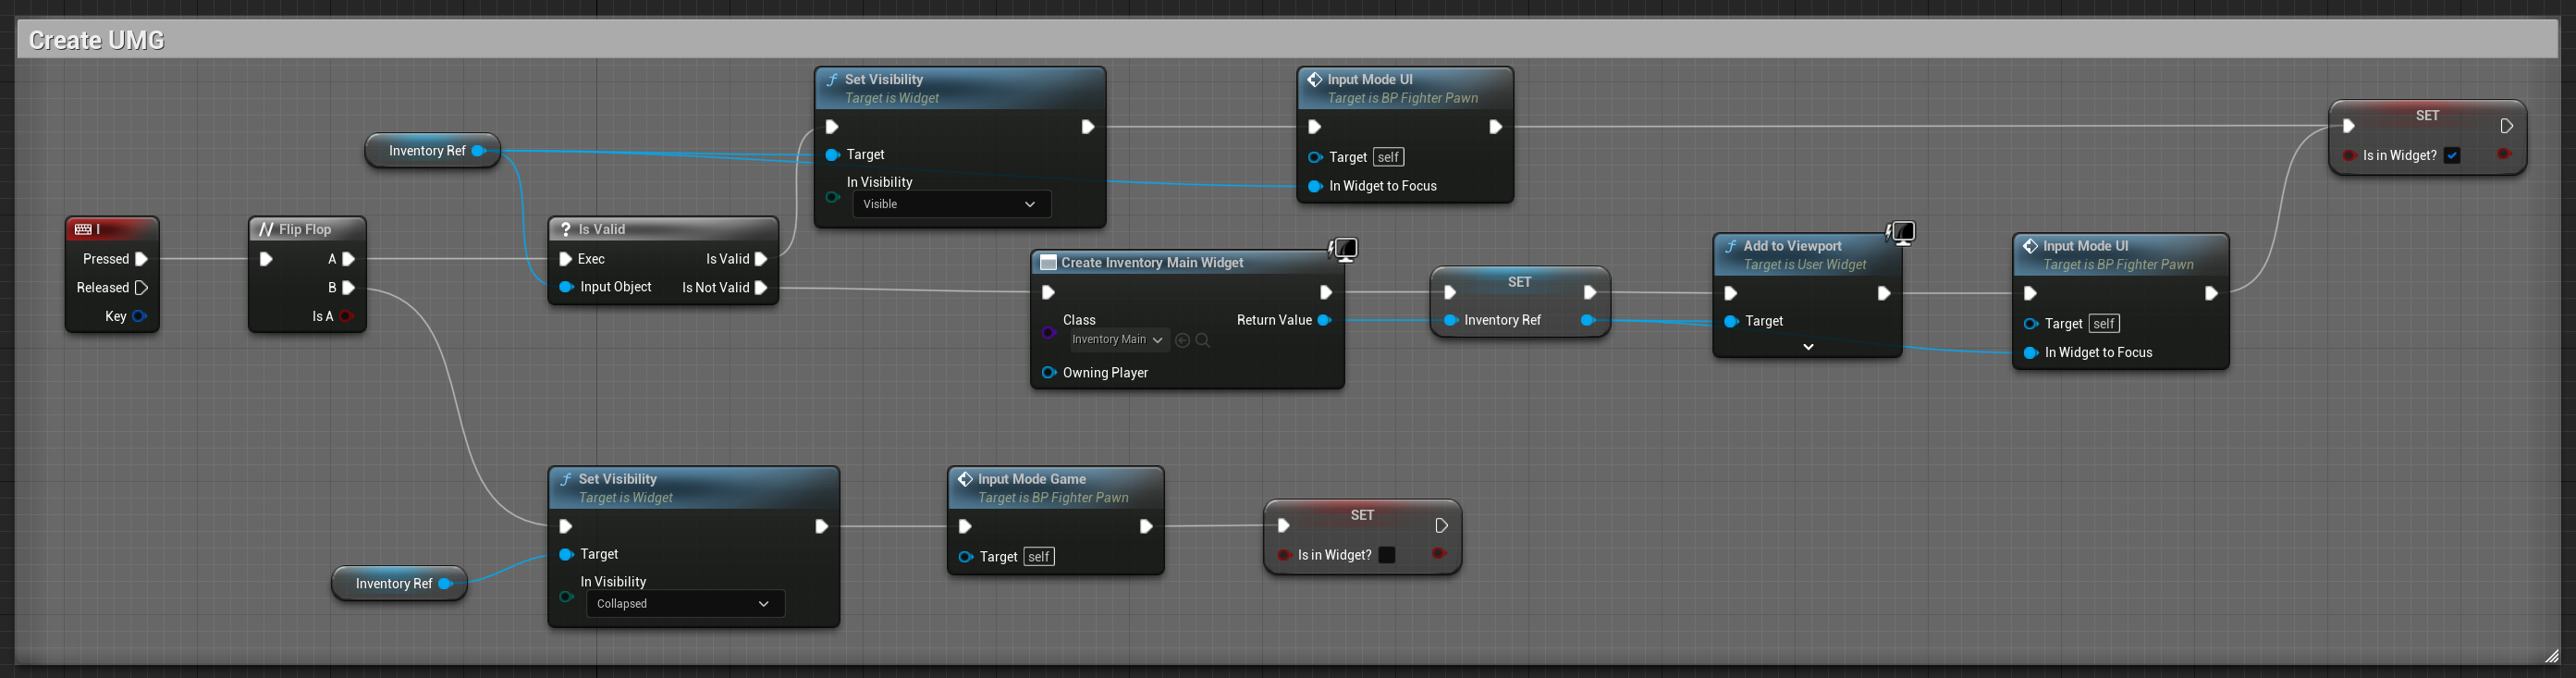 Create UMG
Set Visibility
Target is Widget
Target
In Visibility
Visible
Input Mode UI
Target is BP Fighter Pawn
Target self
In Widget to Focus
SET
Is in Widget?
Inventory Ref
I
Pressed
Released
Key
Flip Flop
A
B
Is A
Is Valid
Exec Is Valid
Input Object Is Not Valid
Create Inventory Main Widget
Class Return Value
Inventory Main
Owning Player
SET
Inventory Ref
Add to Viewport
Target is User Widget
Target
Input Mode UI
Target is BP Fighter Pawn
Target self
In Widget to Focus
Set Visibility
Target is Widget
Target
In Visibility
Collapsed
Inventory Ref
Input Mode Game
Target is BP Fighter Pawn
Target self
SET
Is in Widget?